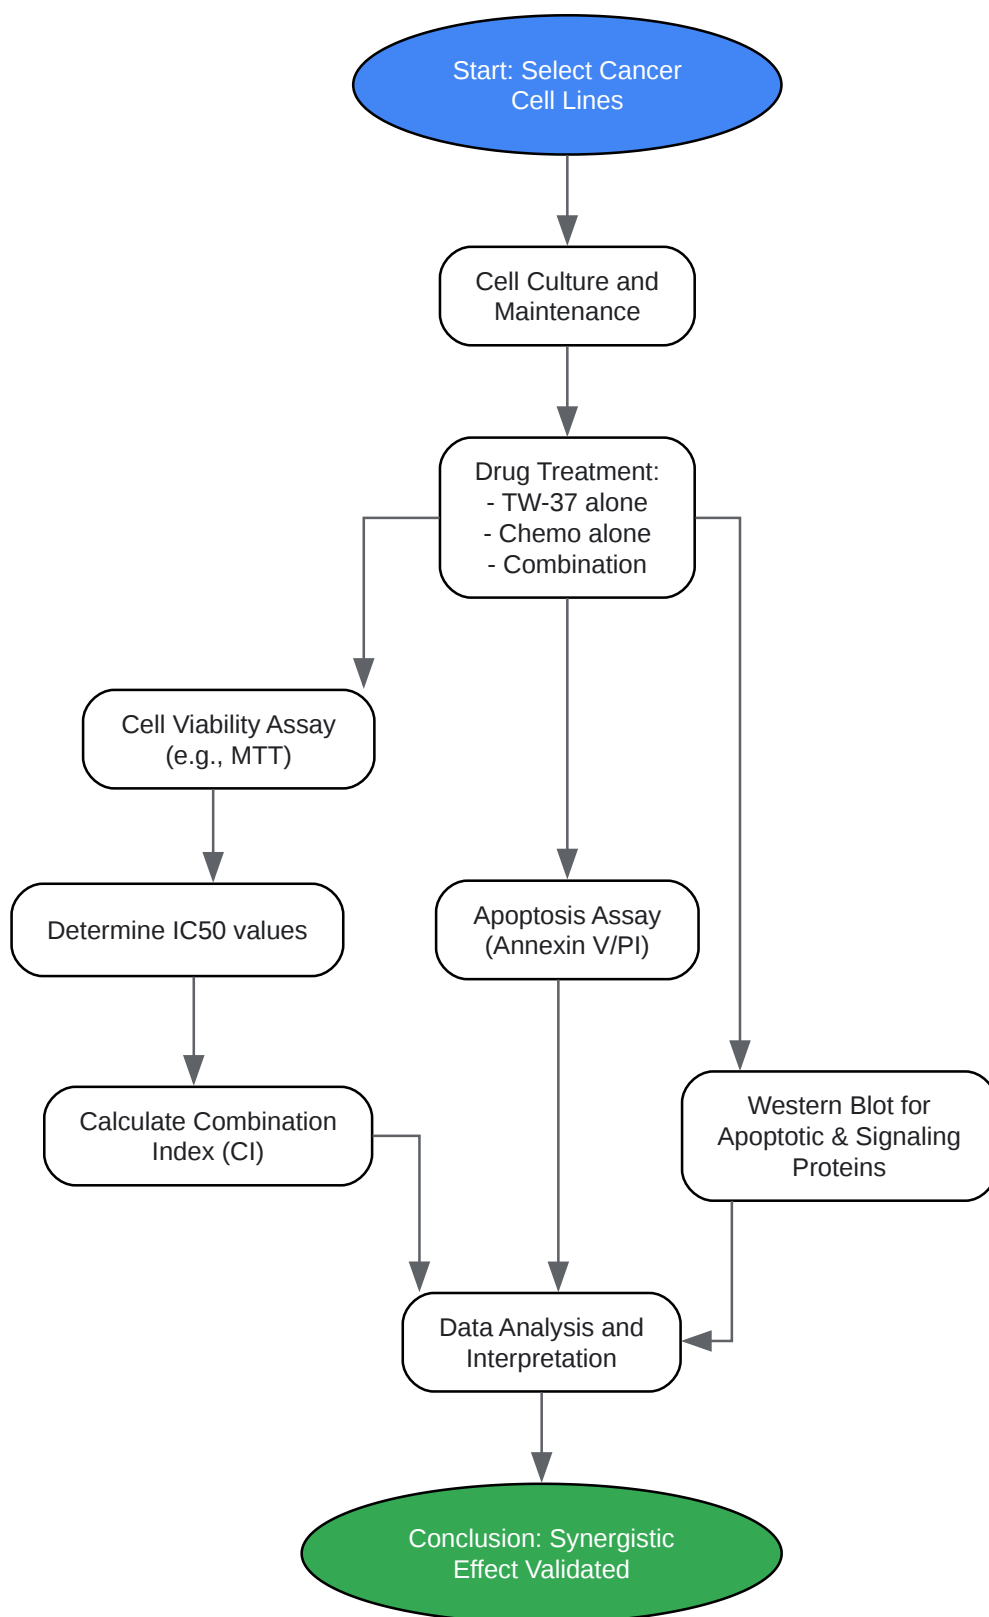 Start: Select Cancer
Cell Lines
Cell Culture and
Maintenance
Drug Treatment:
- TW-37 alone
- Chemo alone
- Combination
Cell Viability Assay
(e.g., MTT)
Determine IC50 values
Apoptosis Assay
(Annexin V/PI)
Calculate Combination
Index (CI)
Western Blot for
Apoptotic & Signaling
Proteins
Data Analysis and
Interpretation
Conclusion: Synergistic
Effect Validated